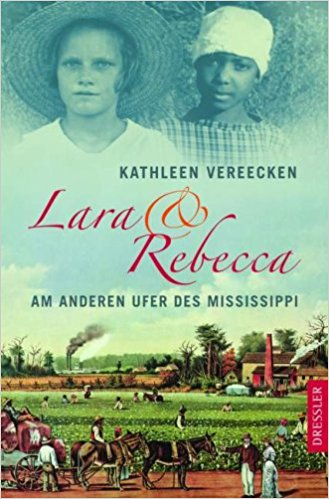 KATHLEEN VEREECKEN
Lara &
Rebecca
AM ANDEREN UFER DES MISSISSIPPI
DRESSLER